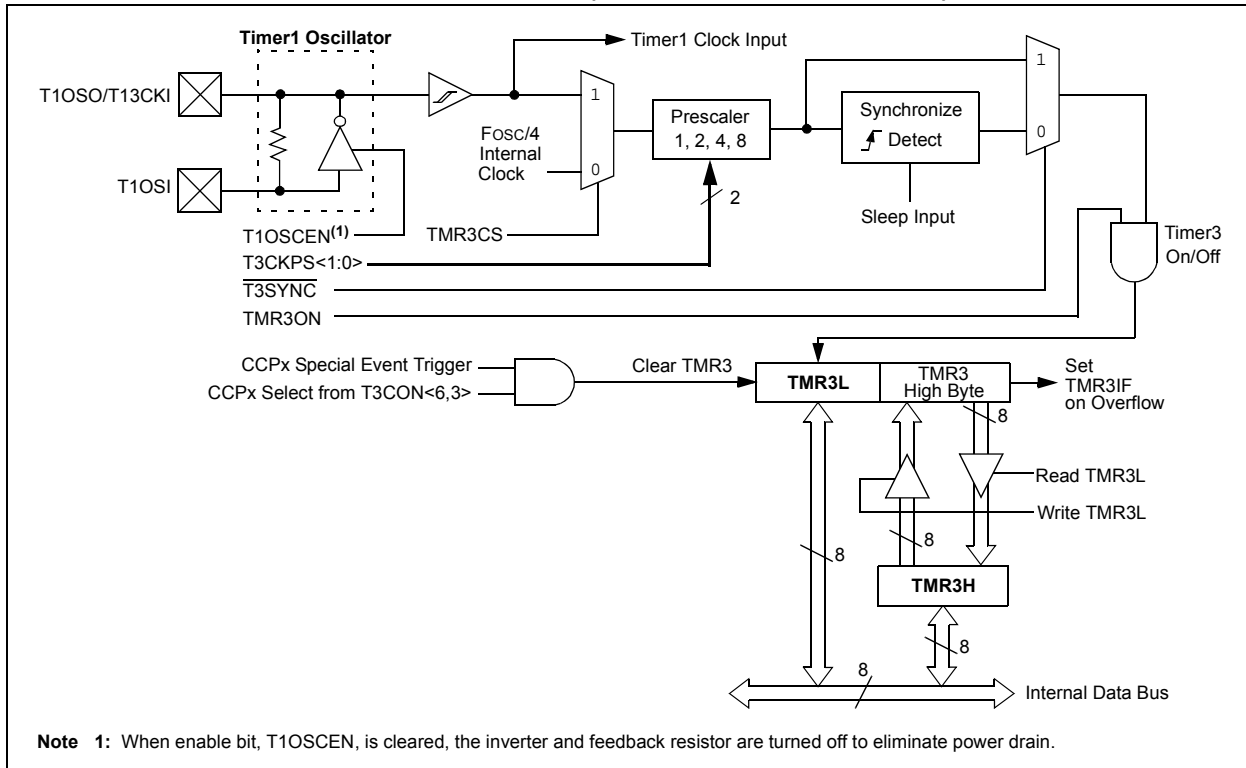 Timer1 Oscillator
Timer1 Clock Input
T1OSO/T13CKI
1
1
FOSC/4
Internal
Clock
0
Prescaler
1, 2, 4, 8
Synchronize
Detect
0
T1OSI
2
Sleep Input
T1OSCEN(1)
TMR3CS
Timer3
On/Off
T3CKPS<1:0>
T3SYNC
TMR3ON
CCPx Special Event Trigger
CCPx Select from T3CON<6,3>
Clear TMR3
TMR3L
TMR3
High Byte
Set
TMR3IF
on Overflow
8
Read TMR3L
Write TMR3L
8
8
TMR3H
8
8
Internal Data Bus
Note 1: When enable bit, T1OSCEN, is cleared, the inverter and feedback resistor are turned off to eliminate power drain.